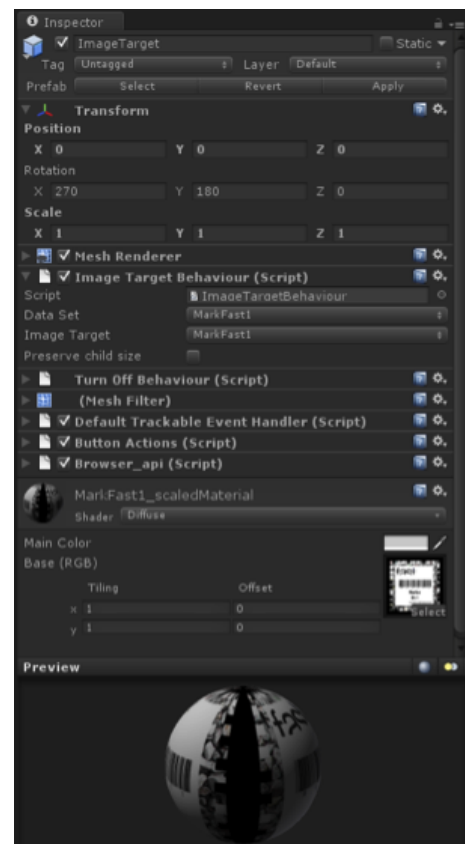 Inspector
ImageTarget Static
Tag Untagged Layer Default
Prefab Select Revert Apply
Transform
Position
X 0 Y 0 Z 0
Rotation
X 270 Y 180 Z 0
Scale
X 1 Y 1 Z 1
Mesh Renderer
Image Target Behaviour (Script)
Script ImageTargetBehaviour
Data Set MarkFast1
Image Target MarkFast1
Preserve child size
Turn Off Behaviour (Script)
(Mesh Filter)
Default Trackable Event Handler (Script)
Button Actions (Script)
Browser_api (Script)
MarkFast1_scaledMaterial
Shader Diffuse
Main Color
Base (RGB)
Tiling Offset
x 1 0
y 1 0
Select
Preview